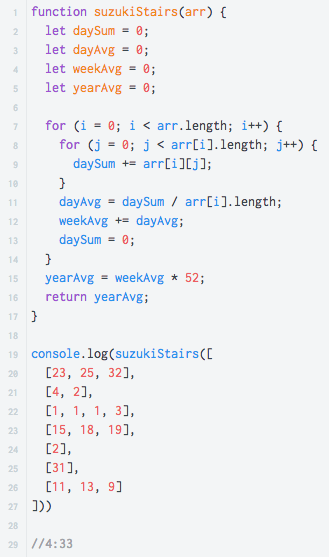 1 function suzukiStairs(arr) {
2   let daySum = 0;
3   let dayAvg = 0;
4   let weekAvg = 0;
5   let yearAvg = 0;
6
7   for (i = 0; i < arr.length; i++) {
8     for (j = 0; j < arr[i].length; j++) {
9       daySum += arr[i][j];
10     }
11     dayAvg = daySum / arr[i].length;
12     weekAvg += dayAvg;
13     daySum = 0;
14   }
15   yearAvg = weekAvg * 52;
16   return yearAvg;
17 }
18
19 console.log(suzukiStairs([
20   [23, 25, 32],
21   [4, 2],
22   [1, 1, 1, 3],
23   [15, 18, 19],
24   [2],
25   [31],
26   [11, 13, 9]
27 ]))
28
29 //4:33